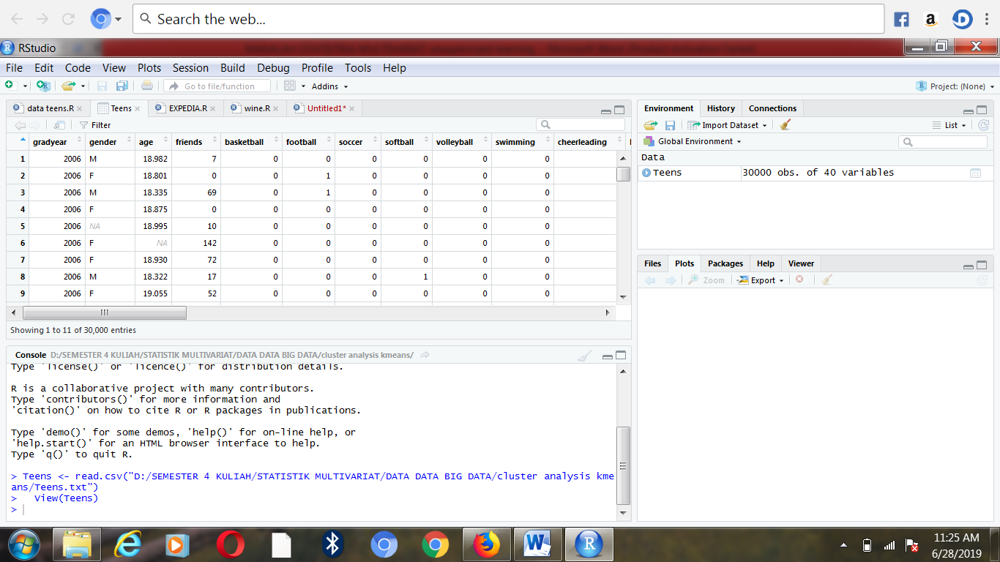 Search the web...
RStudio
File Edit Code View Plots Session Build Debug Profile Tools Help
Go to file/function Addins Project: (None)
data teens.R Teens EXPEDIA.R wine.R Untitled1*
Filter
gradyear gender age friends basketball football soccer softball volleyball swimming cheerleading
1 2006 M 18.982 7 0 0 0 0 0 0
2 2006 F 18.801 0 0 1 0 0 0 0
3 2006 M 18.335 69 0 1 0 0 0 0
4 2006 F 18.875 0 0 0 0 0 0 0
5 2006 NA 18.995 10 0 0 0 0 0 0
6 2006 F NA 142 0 0 0 0 0 0
7 2006 F 18.930 72 0 0 0 0 0 0
8 2006 M 18.322 17 0 0 0 1 0 0
9 2006 F 19.055 52 0 0 0 0 0 0
Showing 1 to 11 of 30,000 entries
Console D:/SEMESTER 4 KULIAH/STATISTIK MULTIVARIAT/DATA DATA BIG DATA/cluster analysis kmeans/
Type 'license()' or 'licence()' for distribution details.
R is a collaborative project with many contributors.
Type 'contributors()' for more information and
'citation()' on how to cite R or R packages in publications.
Type 'demo()' for some demos, 'help()' for on-line help, or
'help.start()' for an HTML browser interface to help.
Type 'q()' to quit R.
> Teens <- read.csv("D:/SEMESTER 4 KULIAH/STATISTIK MULTIVARIAT/DATA DATA BIG DATA/cluster analysis kme
ans/Teens.txt")
> View(Teens)
>
Environment History Connections
Import Dataset List
Global Environment
Data
Teens 30000 obs. of 40 variables
Files Plots Packages Help Viewer
Zoom Export
11:25 AM
6/28/2019